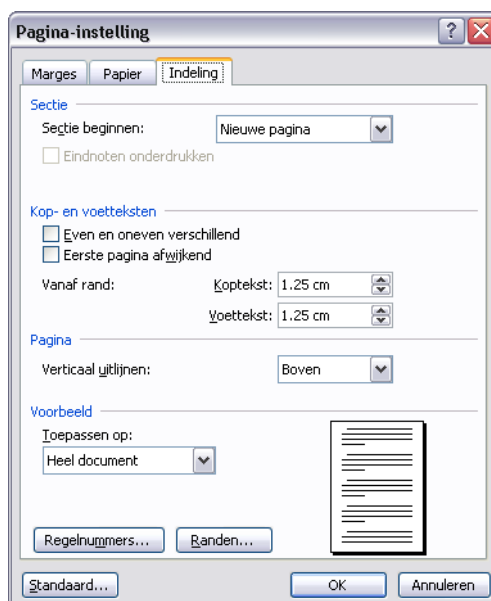 Pagina-instelling
Marges Papier Indeling
Sectie
Sectie beginnen: Nieuwe pagina
Eindnoten onderdrukken
Kop- en voetteksten
Even en oneven verschillend
Eerste pagina afwijkend
Vanaf rand: Koptekst: 1.25 cm
Voettekst: 1.25 cm
Pagina
Verticaal uitlijnen: Boven
Voorbeeld
Toepassen op:
Heel document
Regelnummers... Randen...
Standaard... OK Annuleren